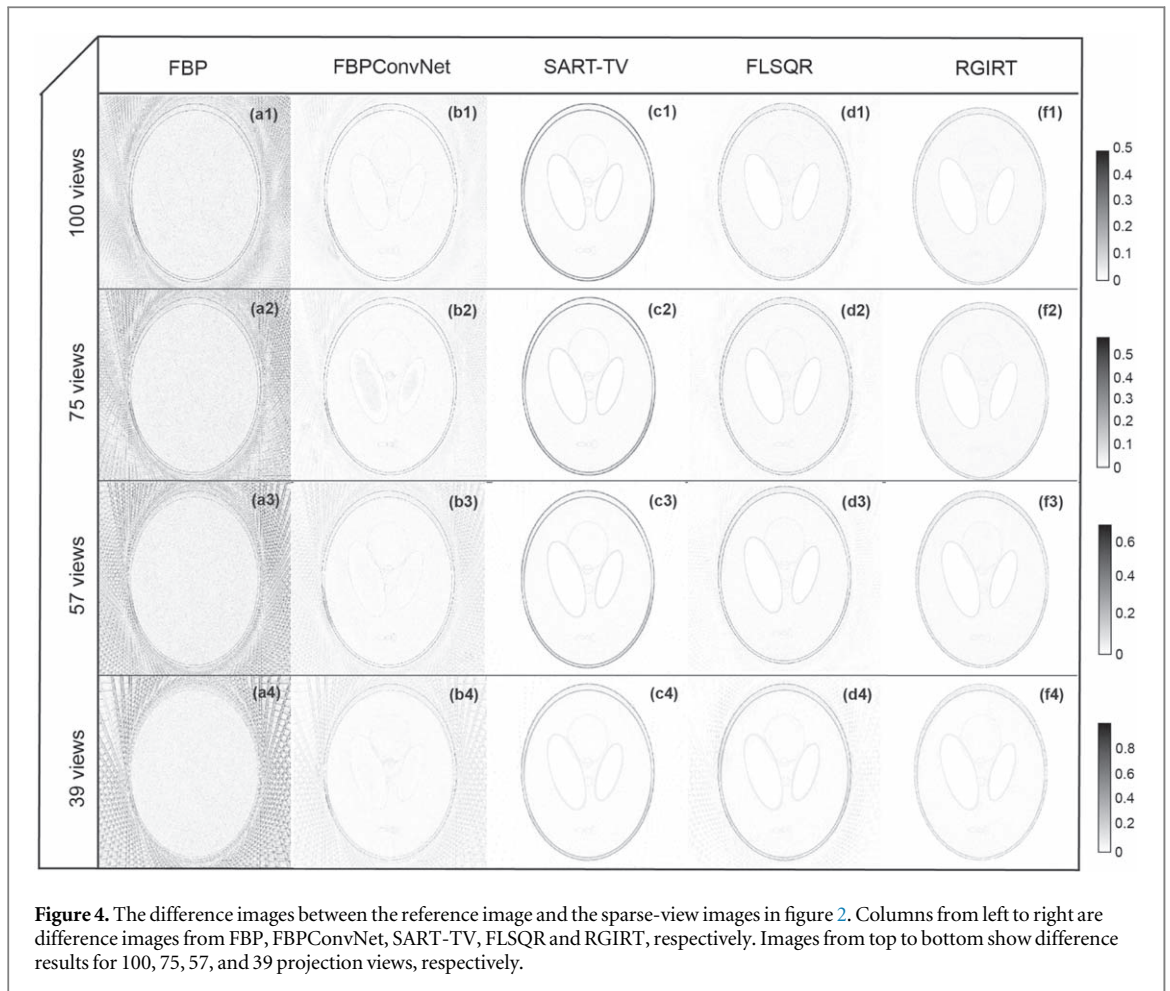 FBP FBPConvNet SART-TV FLSQR RGIRT
100 views
(a1) (b1) (c1) (d1) (f1)
0.5
0.4
0.3
0.2
0.1
0
75 views
(a2) (b2) (c2) (d2) (f2)
0.5
0.4
0.3
0.2
0.1
0
57 views
(a3) (b3) (c3) (d3) (f3)
0.6
0.4
0.2
0
39 views
(a4) (b4) (c4) (d4) (f4)
0.8
0.6
0.4
0.2
0
Figure 4. The difference images between the reference image and the sparse-view images in figure 2. Columns from left to right are
difference images from FBP, FBPConvNet, SART-TV, FLSQR and RGIRT, respectively. Images from top to bottom show difference
results for 100, 75, 57, and 39 projection views, respectively.